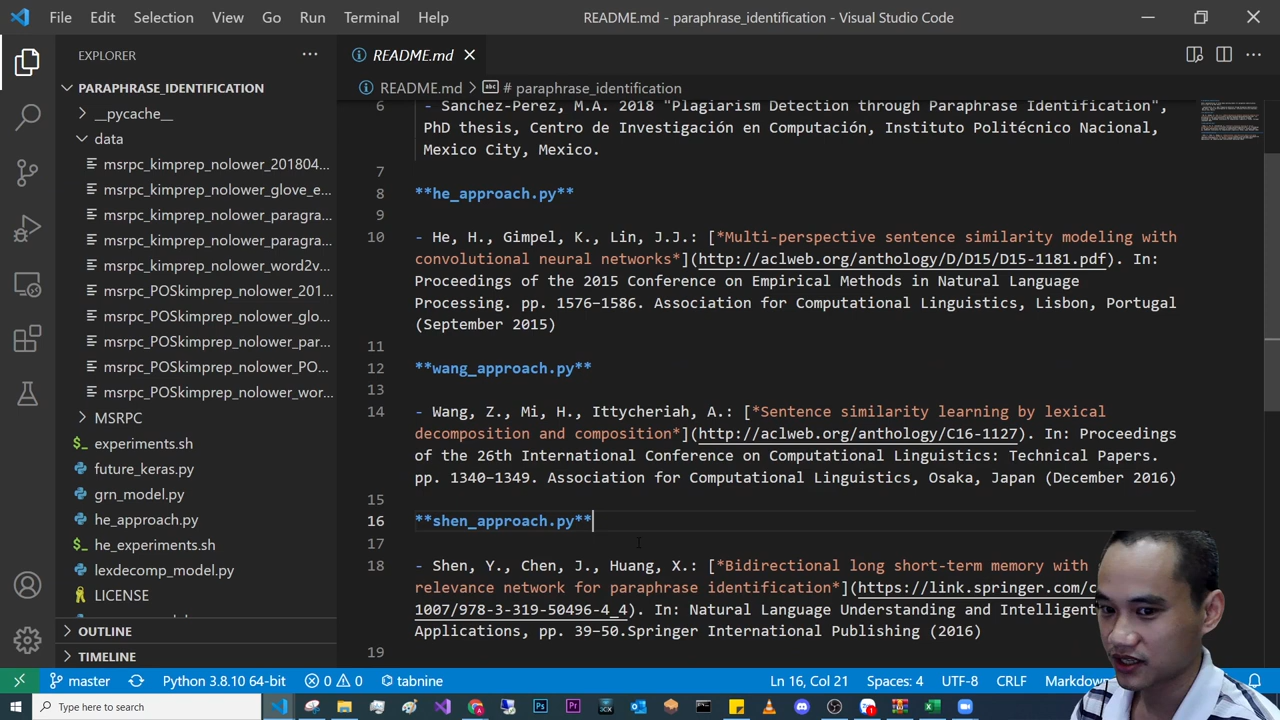 File Edit Selection View Go Run Terminal Help README.md - paraphrase_identification - Visual Studio Code
EXPLORER
PARAPHRASE_IDENTIFICATION
__pycache__
data
msrpc_kimprep_nolower_201804...
msrpc_kimprep_nolower_glove_e...
msrpc_kimprep_nolower_paragra...
msrpc_kimprep_nolower_paragra...
msrpc_kimprep_nolower_word2v...
msrpc_POSkimprep_nolower_201...
msrpc_POSkimprep_nolower_glo...
msrpc_POSkimprep_nolower_par...
msrpc_POSkimprep_nolower_PO...
msrpc_POSkimprep_nolower_wor...
MSRPC
experiments.sh
future_keras.py
grn_model.py
he_approach.py
he_experiments.sh
lexdecomp_model.py
LICENSE
OUTLINE
TIMELINE
README.md
README.md > # paraphrase_identification
6 - Sanchez-Perez, M.A. 2018 "Plagiarism Detection through Paraphrase Identification",
PhD thesis, Centro de Investigación en Computación, Instituto Politécnico Nacional,
Mexico City, Mexico.
7
8 **he_approach.py**
9
10 - He, H., Gimpel, K., Lin, J.J.: [*Multi-perspective sentence similarity modeling with
convolutional neural networks*](http://aclweb.org/anthology/D/D15/D15-1181.pdf). In:
Proceedings of the 2015 Conference on Empirical Methods in Natural Language
Processing. pp. 1576–1586. Association for Computational Linguistics, Lisbon, Portugal
(September 2015)
11
12 **wang_approach.py**
13
14 - Wang, Z., Mi, H., Ittycheriah, A.: [*Sentence similarity learning by lexical
decomposition and composition*](http://aclweb.org/anthology/C16-1127). In: Proceedings
of the 26th International Conference on Computational Linguistics: Technical Papers.
pp. 1340–1349. Association for Computational Linguistics, Osaka, Japan (December 2016)
15
16 **shen_approach.py**
17
18 - Shen, Y., Chen, J., Huang, X.: [*Bidirectional long short-term memory with
relevance network for paraphrase identification*](https://link.springer.com/c
1007/978-3-319-50496-4_4). In: Natural Language Understanding and Intelligent
Applications, pp. 39–50.Springer International Publishing (2016)
19
master Python 3.8.10 64-bit 0 0 tabnine Ln 16, Col 21 Spaces: 4 UTF-8 CRLF Markdown
Type here to search